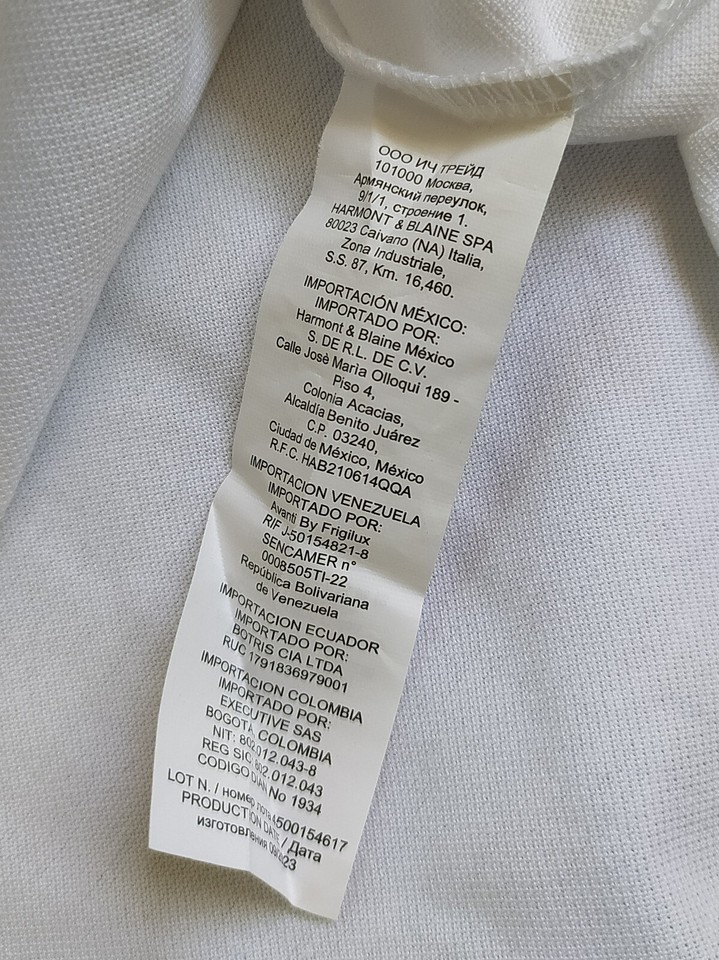 ООО ИЧ ТРЕЙД
101000 Москва,
Армянский переулок,
9/1/1, строение 1.
HARMONT & BLAINE SPA
80023 Caivano (NA) Italia,
Zona Industriale,
S.S. 87, Km. 16,460.
IMPORTACIÓN MÉXICO:
IMPORTADO POR:
Harmont & Blaine México
S. DE R.L. DE C.V.
Calle Josè Maria Olloqui 189 -
Piso 4,
Colonia Acacias,
Alcaldía Benito Juárez
C.P. 03240,
Ciudad de México, México
R.F.C. HAB210614QQA
IMPORTACION VENEZUELA
IMPORTADO POR:
Avanti By Frigilux
RIF J-50154821-8
SENCAMER n°
0008505TI-22
República Bolivariana
de Venezuela
IMPORTACION ECUADOR
IMPORTADO POR:
BOTRIS CIA LTDA
RUC 1791836979001
IMPORTACION COLOMBIA
IMPORTADO POR:
EXECUTIVE SAS
BOGOTA COLOMBIA
NIT: 802.012.043-8
REG SIC 802.012.043
CODIGO DIAN No 1934
LOT N. / номер 4500154617
PRODUCTION DATE / Дата
изготовления